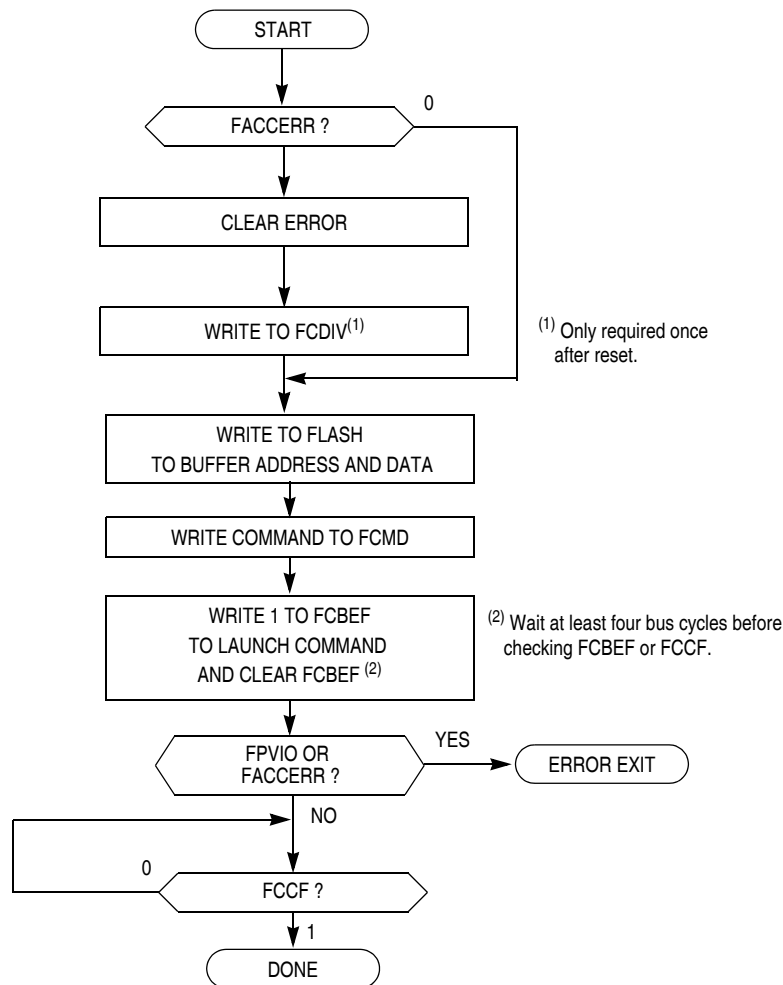 START
0
FACCERR ?
CLEAR ERROR
WRITE TO FCDIV(1)
(1) Only required once
after reset.
WRITE TO FLASH
TO BUFFER ADDRESS AND DATA
WRITE COMMAND TO FCMD
WRITE 1 TO FCBEF
TO LAUNCH COMMAND
AND CLEAR FCBEF (2)
(2) Wait at least four bus cycles before
checking FCBEF or FCCF.
FPVIO OR
FACCERR ?
YES
ERROR EXIT
NO
0
FCCF ?
1
DONE